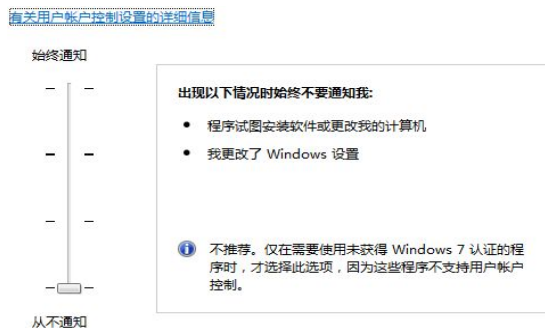 有关用户帐户控制设置的详细信息
始终通知
出现以下情况时始终不要通知我:
程序试图安装软件或更改我的计算机
我更改了 Windows 设置
不推荐。仅在需要使用未获得 Windows 7 认证的程
序时，才选择此选项，因为这些程序不支持用户帐户
控制。
从不通知